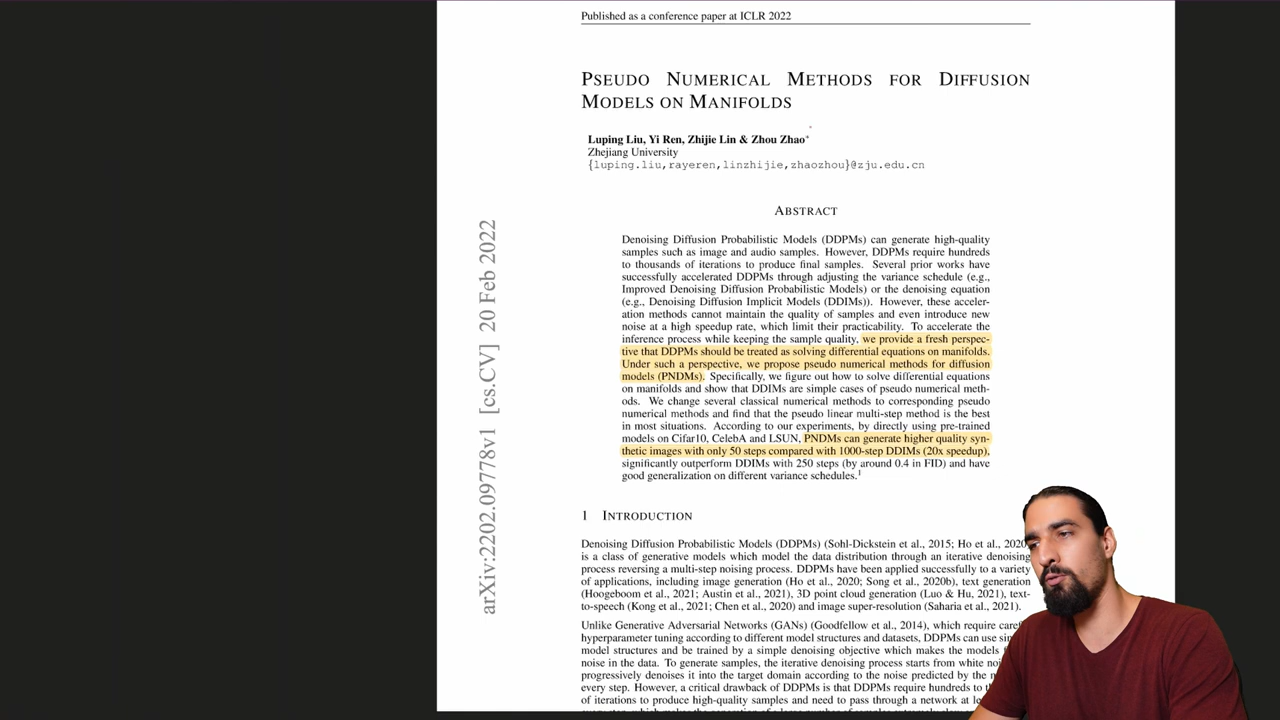 Published as a conference paper at ICLR 2022
PSEUDO NUMERICAL METHODS FOR DIFFUSION
MODELS ON MANIFOLDS
Luping Liu, Yi Ren, Zhijie Lin & Zhou Zhao*
Zhejiang University
{luping.liu,rayeren,linzhijie,zhaozhou}@zju.edu.cn
arXiv:2202.09778v1 [cs.CV] 20 Feb 2022
ABSTRACT
Denoising Diffusion Probabilistic Models (DDPMs) can generate high-quality
samples such as image and audio samples. However, DDPMs require hundreds
to thousands of iterations to produce final samples. Several prior works have
successfully accelerated DDPMs through adjusting the variance schedule (e.g.,
Improved Denoising Diffusion Probabilistic Models) or the denoising equation
(e.g., Denoising Diffusion Implicit Models (DDIMs)). However, these acceler-
ation methods cannot maintain the quality of samples and even introduce new
noise at a high speedup rate, which limit their practicability. To accelerate the
inference process while keeping the sample quality, we provide a fresh perspec-
tive that DDPMs should be treated as solving differential equations on manifolds.
Under such a perspective, we propose pseudo numerical methods for diffusion
models (PNDMs). Specifically, we figure out how to solve differential equations
on manifolds and show that DDIMs are simple cases of pseudo numerical meth-
ods. We change several classical numerical methods to corresponding pseudo
numerical methods and find that the pseudo linear multi-step method is the best
in most situations. According to our experiments, by directly using pre-trained
models on Cifar10, CelebA and LSUN, PNDMs can generate higher quality syn-
thetic images with only 50 steps compared with 1000-step DDIMs (20x speedup),
significantly outperform DDIMs with 250 steps (by around 0.4 in FID) and have
good generalization on different variance schedules.1
1 INTRODUCTION
Denoising Diffusion Probabilistic Models (DDPMs) (Sohl-Dickstein et al., 2015; Ho et al., 2020
is a class of generative models which model the data distribution through an iterative denoising
process reversing a multi-step noising process. DDPMs have been applied successfully to a variety
of applications, including image generation (Ho et al., 2020; Song et al., 2020b), text generation
(Hoogeboom et al., 2021; Austin et al., 2021), 3D point cloud generation (Luo & Hu, 2021), text-
to-speech (Kong et al., 2021; Chen et al., 2020) and image super-resolution (Saharia et al., 2021).
Unlike Generative Adversarial Networks (GANs) (Goodfellow et al., 2014), which require
hyperparameter tuning according to different model structures and datasets, DDPMs can use
model structures and be trained by a simple denoising objective which makes the models
noise in the data. To generate samples, the iterative denoising process starts from white
progressively denoises it into the target domain according to the noise predicted by the
every step. However, a critical drawback of DDPMs is that DDPMs require hundreds to
of iterations to produce high-quality samples and need to pass through a network at